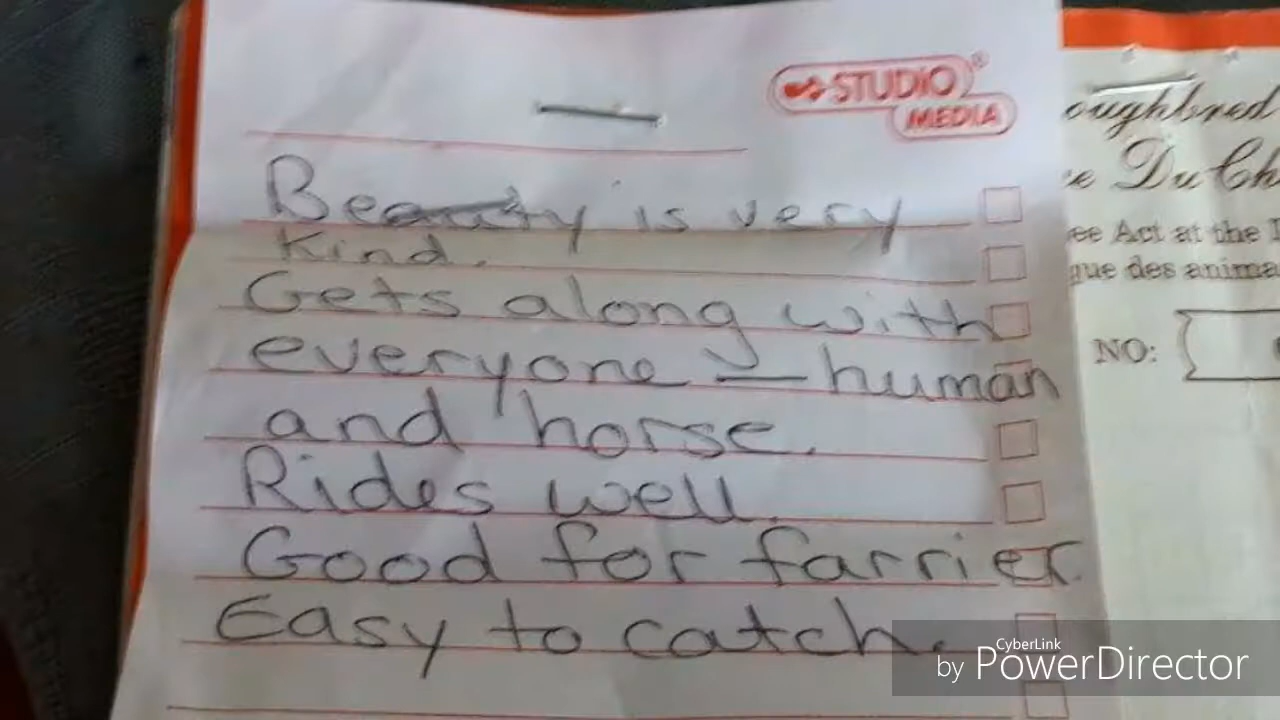 STUDIO
MEDIA
Beauty is very
kind.
Gets along with
everyone – human
and horse.
Rides well.
Good for farrier.
Easy to catch.
oughbred
Du Ch
ee Act at the
que des anima
NO:
CyberLink
by PowerDirector